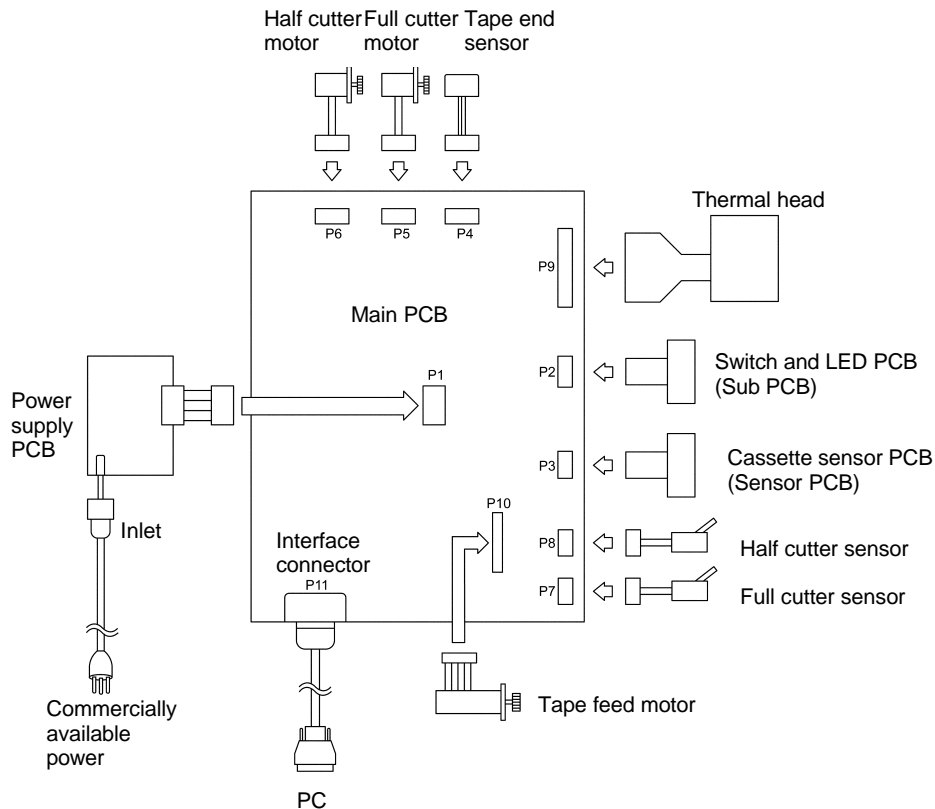 Half cutter Full cutter Tape end
motor motor sensor
P6 P5 P4
Thermal head
P9
Main PCB
P1
P2
Switch and LED PCB
(Sub PCB)
Power
supply
PCB
P3
Cassette sensor PCB
(Sensor PCB)
P10
Inlet
Interface
connector
P11
P8
Half cutter sensor
P7
Full cutter sensor
Tape feed motor
Commercially
available
power
PC